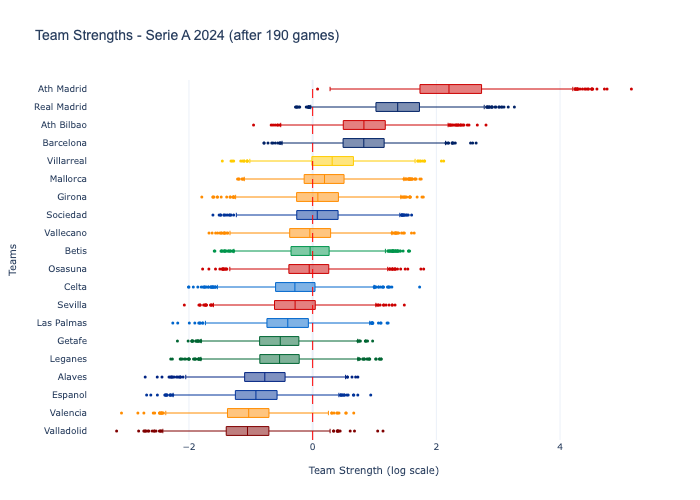 Team Strengths - Serie A 2024 (after 190 games)
Teams
Ath Madrid
Real Madrid
Ath Bilbao
Barcelona
Villarreal
Mallorca
Girona
Sociedad
Vallecano
Betis
Osasuna
Celta
Sevilla
Las Palmas
Getafe
Leganes
Alaves
Espanol
Valencia
Valladolid
−2 0 2 4
Team Strength (log scale)